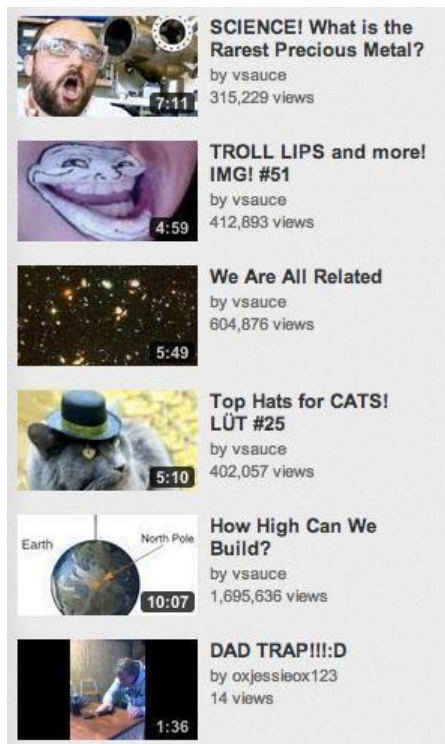 SCIENCE! What is the
Rarest Precious Metal?
by vsauce
315,229 views
7:11
TROLL LIPS and more!
IMG! #51
by vsauce
412,893 views
4:59
We Are All Related
by vsauce
604,876 views
5:49
Top Hats for CATS!
LÜT #25
by vsauce
402,057 views
5:10
How High Can We
Build?
by vsauce
1,695,636 views
Earth
North Pole
10:07
DAD TRAP!!!:D
by oxjessieox123
14 views
1:36